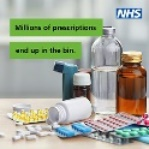 NHS
Millions of prescriptions
end up in the bin.